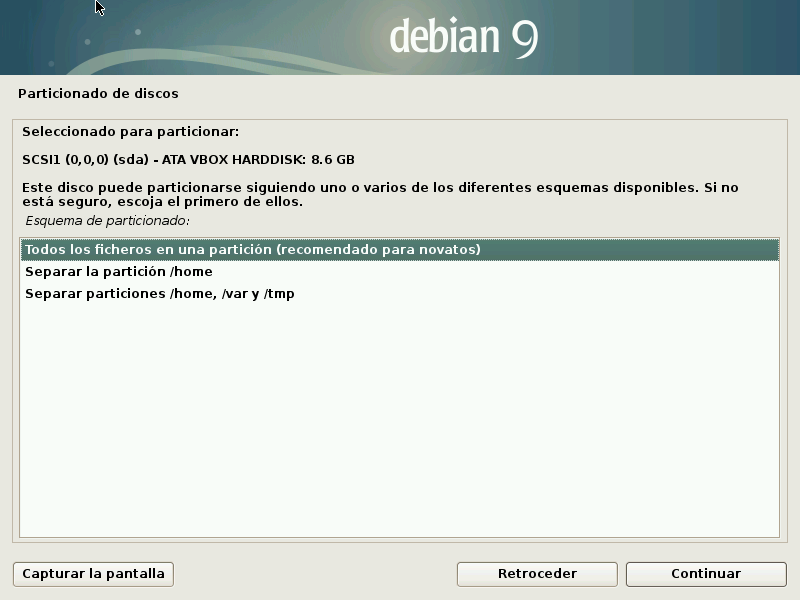 debian 9
Particionado de discos
Seleccionado para particionar:
SCSI1 (0,0,0) (sda) - ATA VBOX HARDDISK: 8.6 GB
Este disco puede particionarse siguiendo uno o varios de los diferentes esquemas disponibles. Si no
está seguro, escoja el primero de ellos.
Esquema de particionado:
Todos los ficheros en una partición (recomendado para novatos)
Separar la partición /home
Separar particiones /home, /var y /tmp
Capturar la pantalla
Retroceder
Continuar